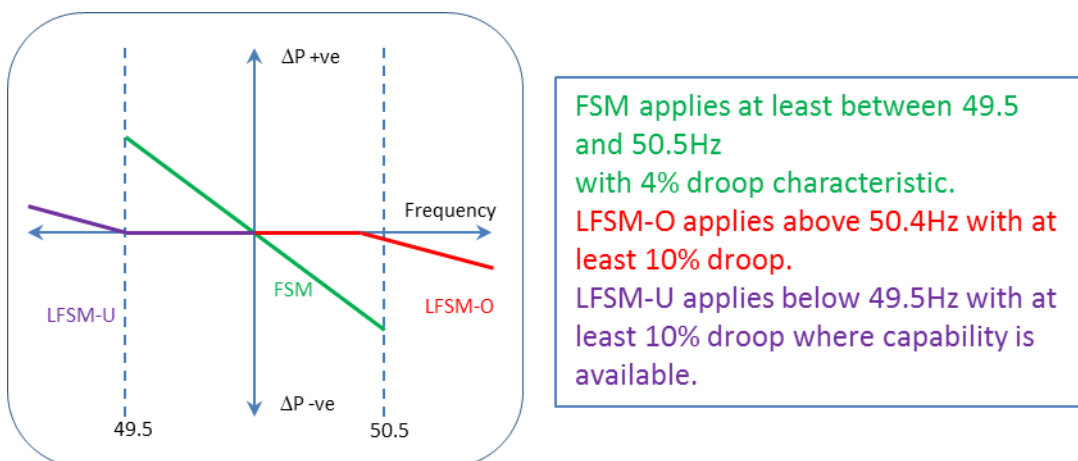 ΔP +ve
Frequency
FSM
LFSM-U
LFSM-O
ΔP -ve
49.5
50.5
FSM applies at least between 49.5
and 50.5Hz
with 4% droop characteristic.
LFSM-O applies above 50.4Hz with at
least 10% droop.
LFSM-U applies below 49.5Hz with at
least 10% droop where capability is
available.